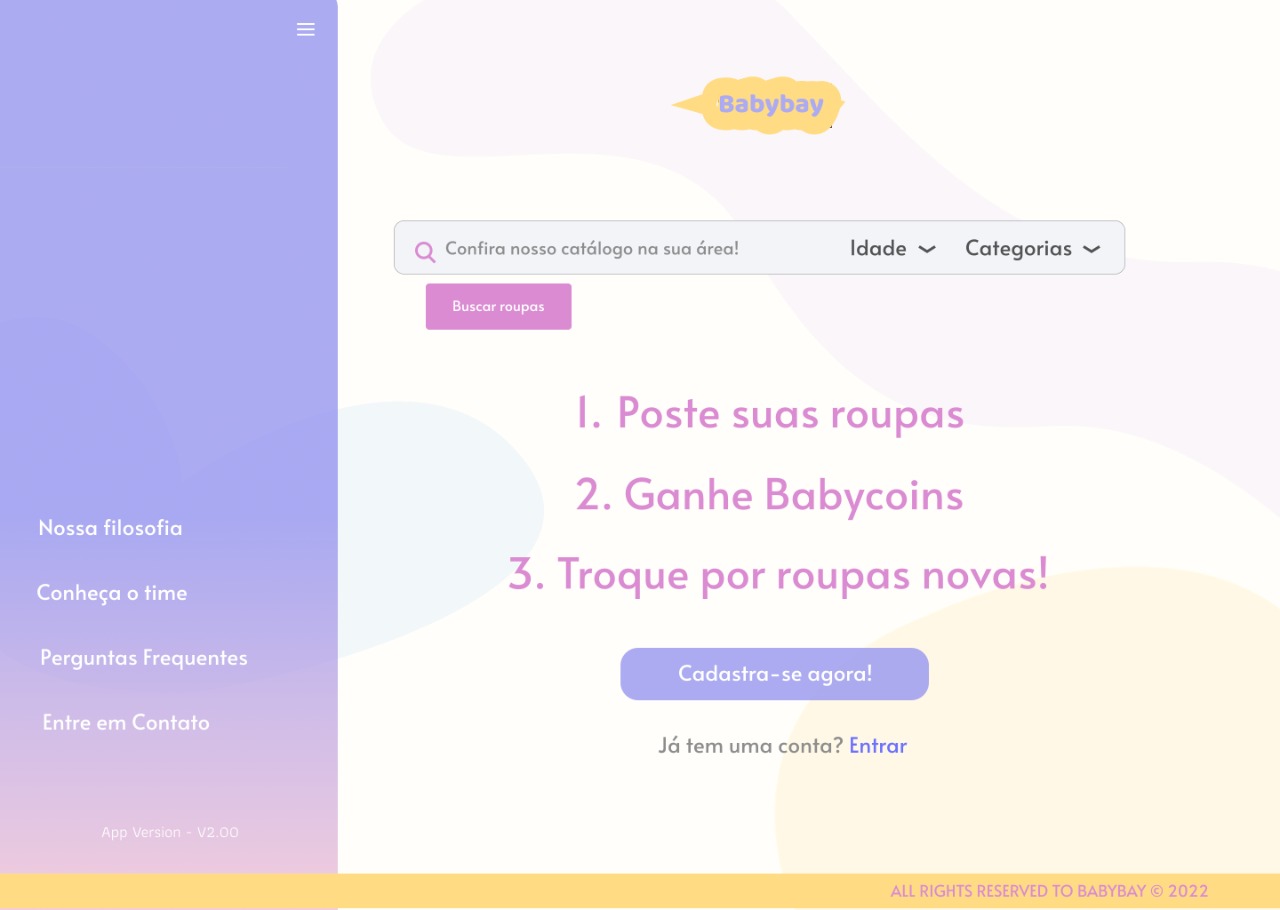 Babybay
Confira nosso catálogo na sua área! Idade Categorias
Buscar roupas
1. Poste suas roupas
2. Ganhe Babycoins
3. Troque por roupas novas!
Cadastra-se agora!
Já tem uma conta? Entrar
Nossa filosofia
Conheça o time
Perguntas Frequentes
Entre em Contato
App Version - V2.00
ALL RIGHTS RESERVED TO BABYBAY © 2022